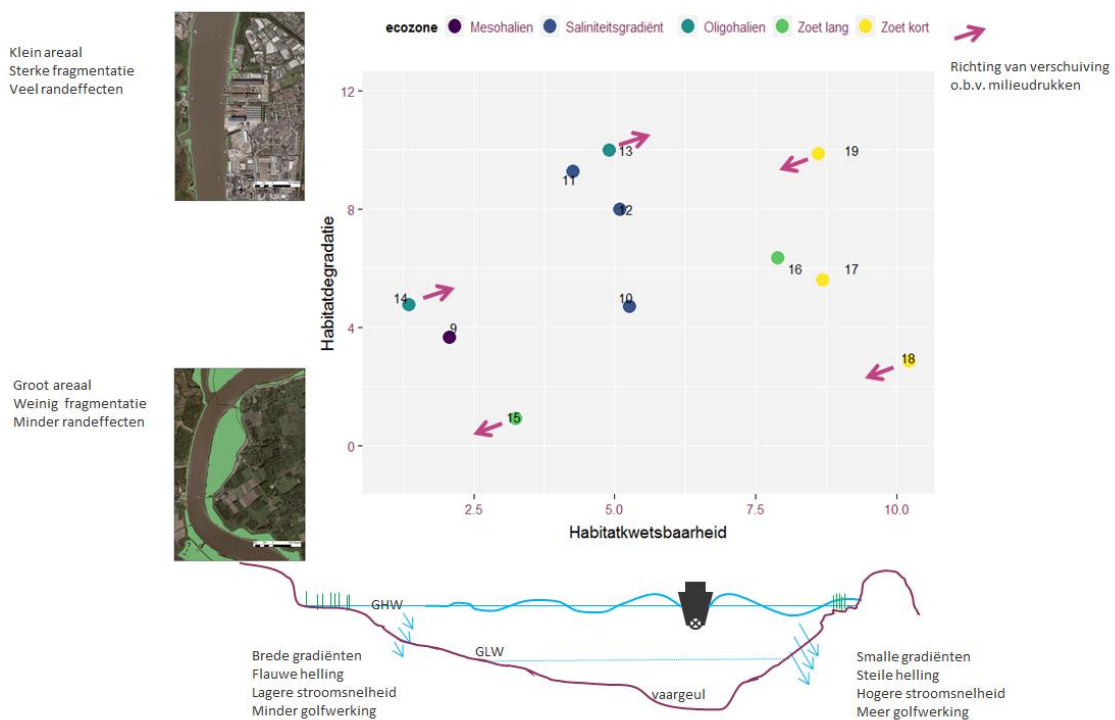 Klein areaal
Sterke fragmentatie
Veel randeffecten
ecozone Mesohalien Saliniteitsgradiënt Oligohalien Zoet lang Zoet kort
Richting van verschuiving
o.b.v. milieudrukken
12
8
4
0
Habitatdegradatie
13
19
11
12
16
17
14
10
9
18
15
2.5 5.0 7.5 10.0
Habitatkwetsbaarheid
Groot areaal
Weinig fragmentatie
Minder randeffecten
GHW
GLW
vaargeul
Brede gradiënten
Flauwe helling
Lagere stroomsnelheid
Minder golfwerking
Smalle gradiënten
Steile helling
Hogere stroomsnelheid
Meer golfwerking